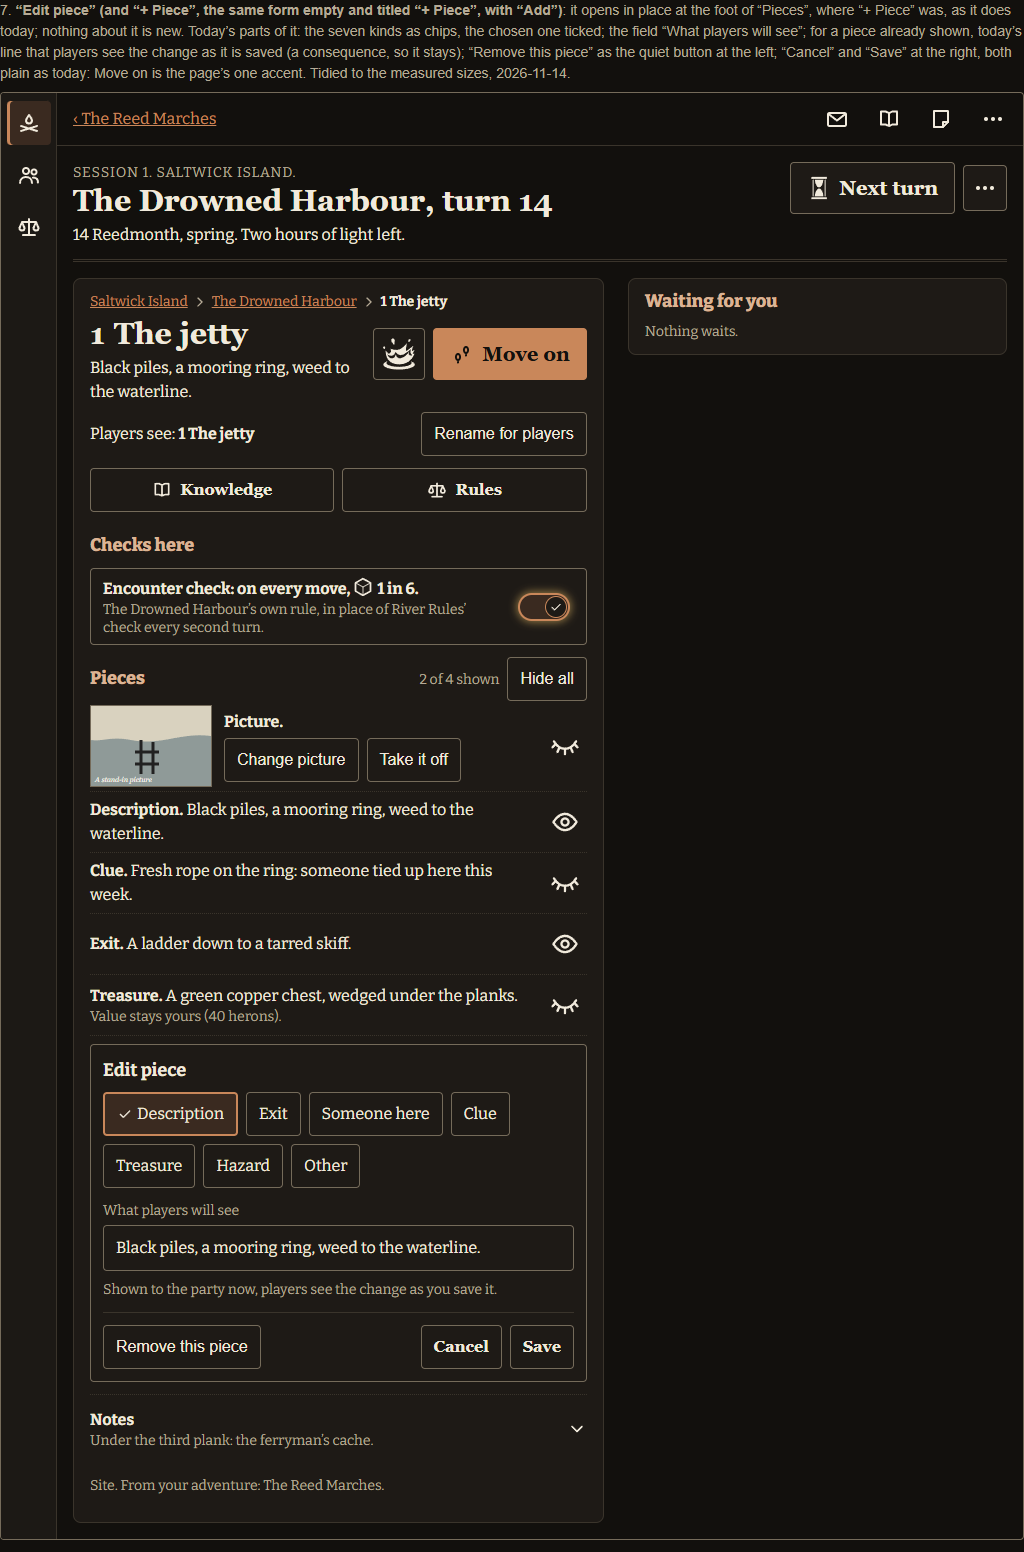 7. “Edit piece” (and “+ Piece”, the same form empty and titled “+ Piece”, with “Add”): it opens in place at the foot of “Pieces”, where “+ Piece” was, as it does
today; nothing about it is new. Today’s parts of it: the seven kinds as chips, the chosen one ticked; the field “What players will see”; for a piece already shown, today’s
line that players see the change as it is saved (a consequence, so it stays); “Remove this piece” as the quiet button at the left; “Cancel” and “Save” at the right, both
plain as today: Move on is the page’s one accent. Tidied to the measured sizes, 2026-11-14.
‹ The Reed Marches
SESSION 1. SALTWICK ISLAND.
The Drowned Harbour, turn 14
14 Reedmonth, spring. Two hours of light left.
Next turn
Saltwick Island > The Drowned Harbour > 1 The jetty
1 The jetty
Black piles, a mooring ring, weed to
the waterline.
Move on
Players see: 1 The jetty
Rename for players
Knowledge
Rules
Checks here
Encounter check: on every move, 1 in 6.
The Drowned Harbour’s own rule, in place of River Rules’
check every second turn.
Pieces
2 of 4 shown
Hide all
A stand-in picture
Picture.
Change picture
Take it off
Description. Black piles, a mooring ring, weed to the
waterline.
Clue. Fresh rope on the ring: someone tied up here this
week.
Exit. A ladder down to a tarred skiff.
Treasure. A green copper chest, wedged under the planks.
Value stays yours (40 herons).
Edit piece
Description
Exit
Someone here
Clue
Treasure
Hazard
Other
What players will see
Black piles, a mooring ring, weed to the waterline.
Shown to the party now, players see the change as you save it.
Remove this piece
Cancel
Save
Notes
Under the third plank: the ferryman’s cache.
Site. From your adventure: The Reed Marches.
Waiting for you
Nothing waits.